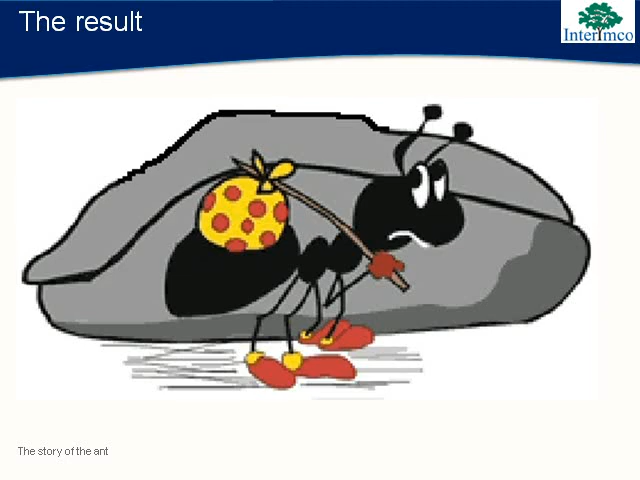 The result
InterImco
The story of the ant